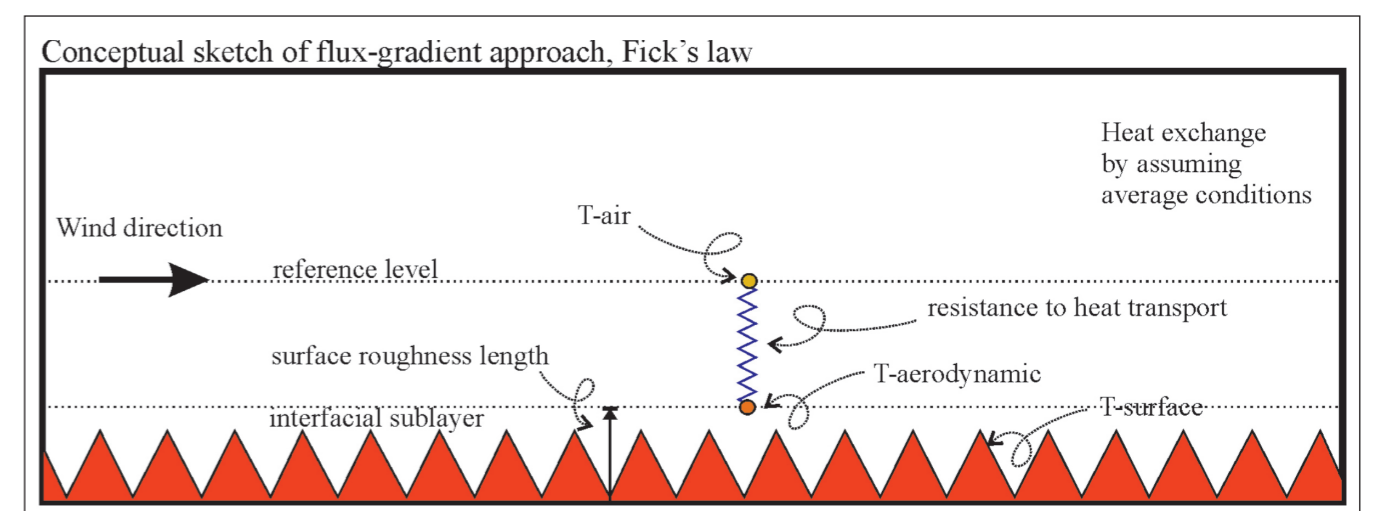 Conceptual sketch of flux-gradient approach, Fick's law
Heat exchange
by assuming
average conditions
T-air
Wind direction
reference level
resistance to heat transport
surface roughness length
T-aerodynamic
interfacial sublayer
T-surface